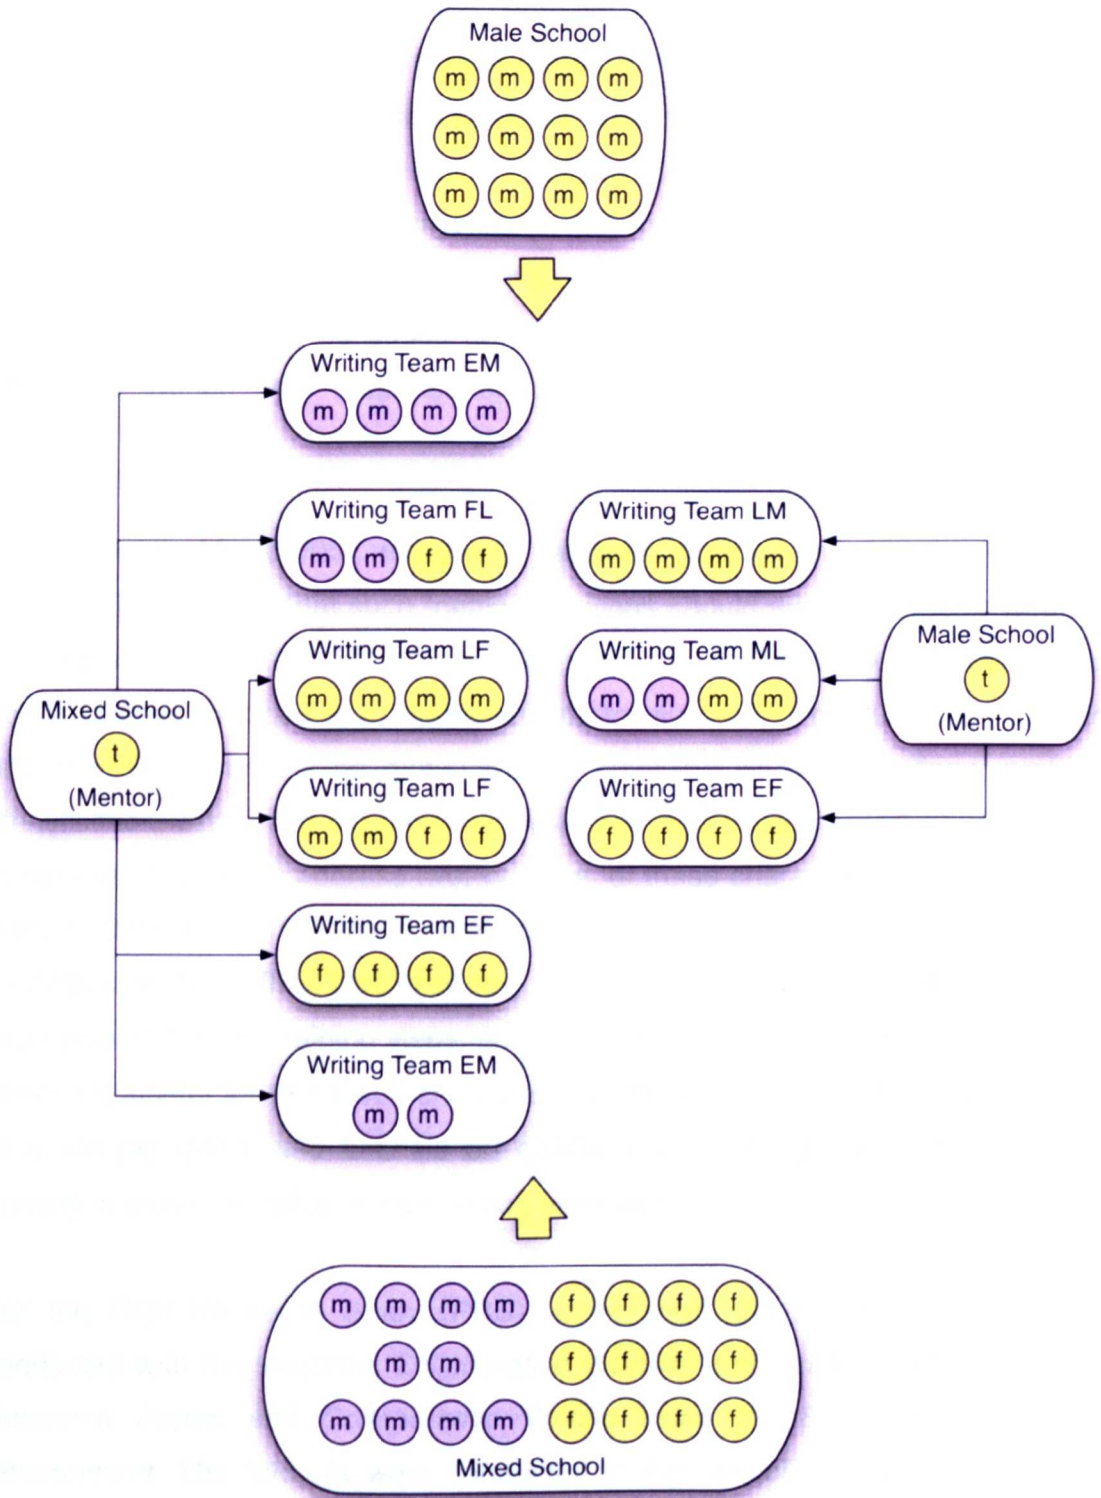 Male School
m m m m
m m m m
m m m m
Writing Team EM
m m m m
Writing Team FL
m m f f
Writing Team LM
m m m m
Writing Team LF
m m m m
Writing Team ML
m m m m
Male School
t
(Mentor)
Mixed School
t
(Mentor)
Writing Team LF
m m f f
Writing Team EF
f f f f
Writing Team EF
f f f f
Writing Team EM
m m
m m m m f f f f
m m f f f f
m m m m f f f f
Mixed School